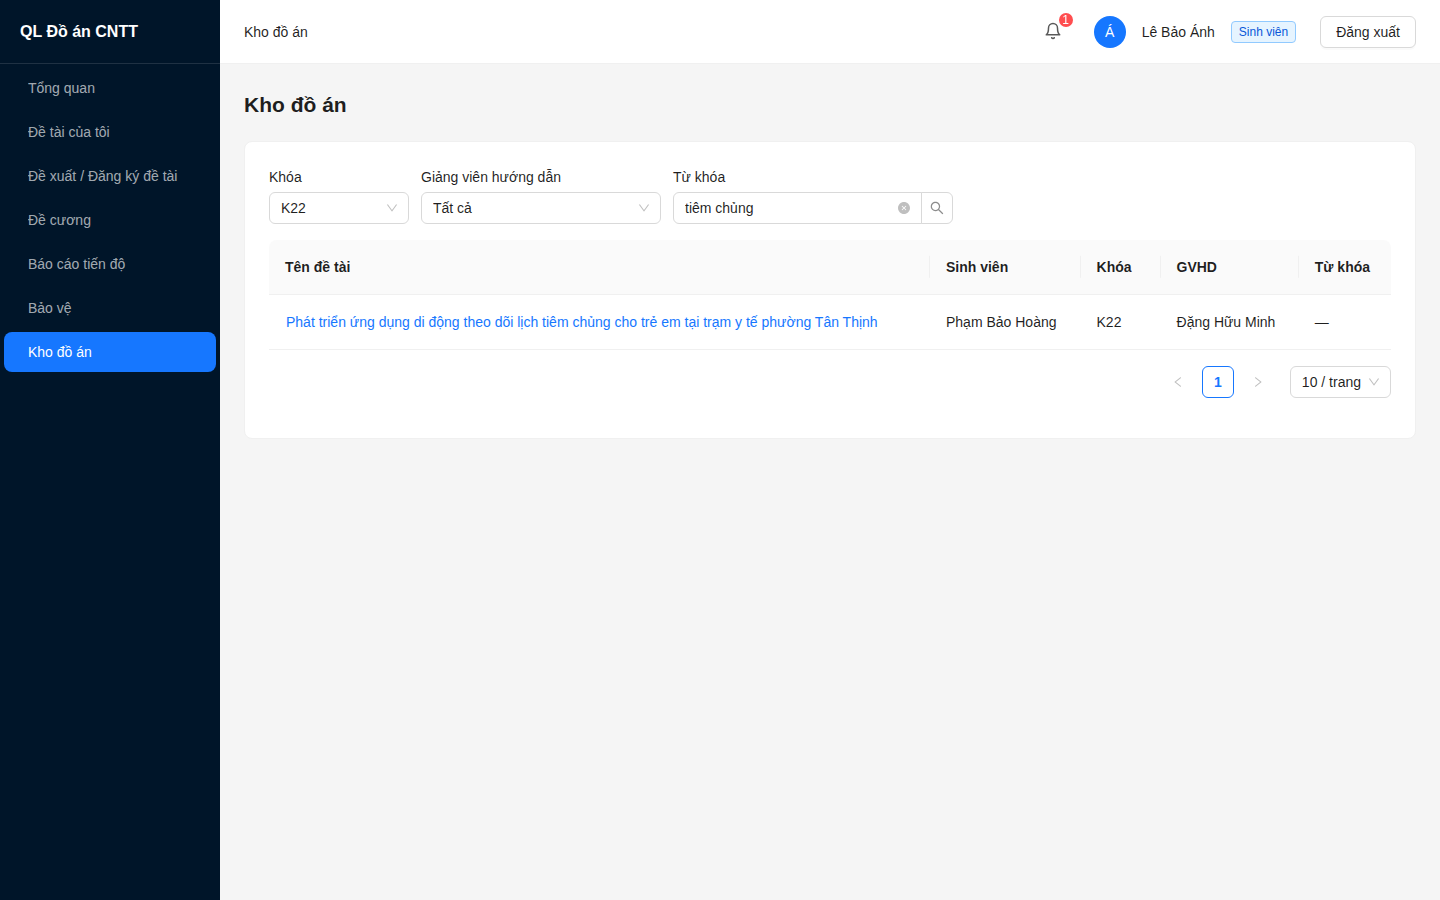 QL Đồ án CNTT
Tổng quan
Đề tài của tôi
Đề xuất / Đăng ký đề tài
Đề cương
Báo cáo tiến độ
Bảo vệ
Kho đồ án
Kho đồ án
1
Á
Lê Bảo Ánh
Sinh viên
Đăng xuất
Kho đồ án
Khóa
Giảng viên hướng dẫn
Từ khóa
K22
Tất cả
tiêm chủng
Tên đề tài
Sinh viên
Khóa
GVHD
Từ khóa
Phát triển ứng dụng di động theo dõi lịch tiêm chủng cho trẻ em tại trạm y tế phường Tân Thịnh
Phạm Bảo Hoàng
K22
Đặng Hữu Minh
—
1
10 / trang